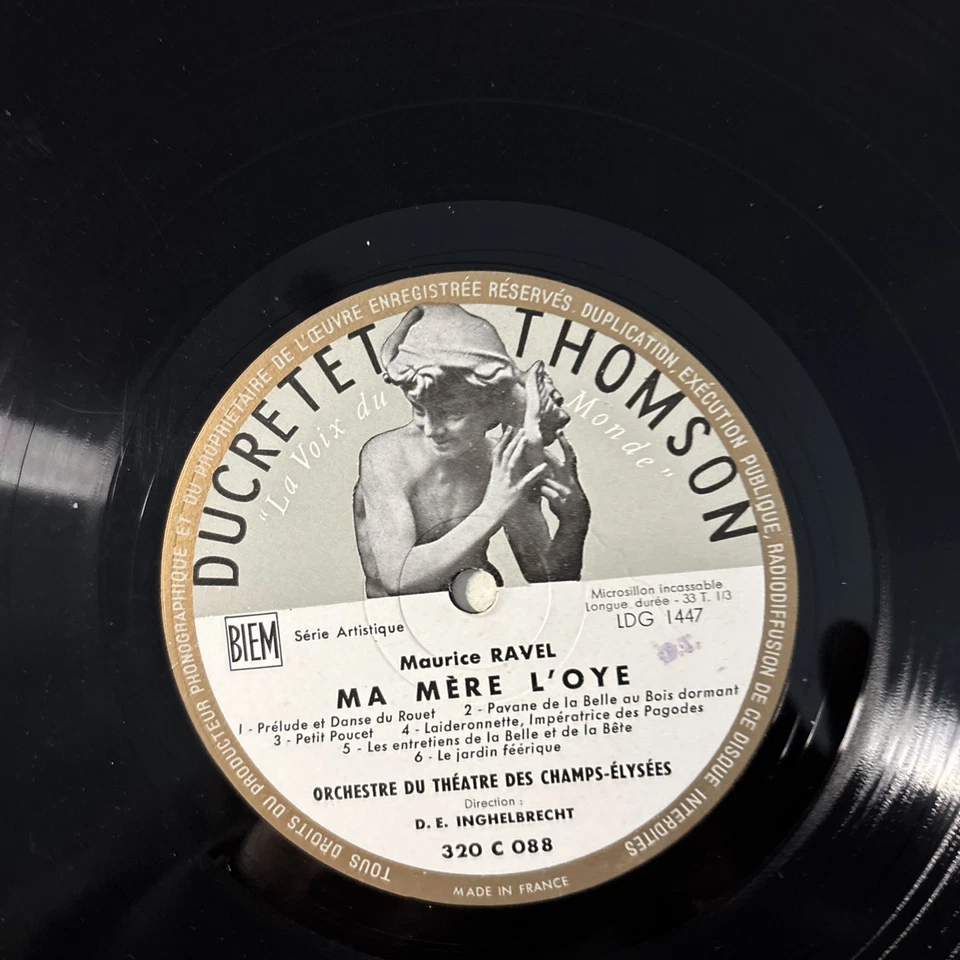 TOUS DROITS DU PRODUCTEUR PHONOGRAPHIQUE ET DU PROPRIÉTAIRE DE L'ŒUVRE ENREGISTRÉE RÉSERVÉS. DUPLICATION, EXÉCUTION PUBLIQUE, RADIODIFFUSION DE CE DISQUE INTERDITES
DUCRETET THOMSON
"La Voix du Monde"
Microsillon incassable
Longue durée - 33 T. 1/3
LDG 1447
BIEM
Série Artistique
Maurice RAVEL
MA MÈRE L'OYE
1 - Prélude et Danse du Rouet 2 - Pavane de la Belle au Bois dormant
3 - Petit Poucet 4 - Laideronnette, Impératrice des Pagodes
5 - Les entretiens de la Belle et de la Bête
6 - Le jardin féérique
ORCHESTRE DU THÉATRE DES CHAMPS-ÉLYSÉES
Direction :
D. E. INGHELBRECHT
320 C 088
MADE IN FRANCE